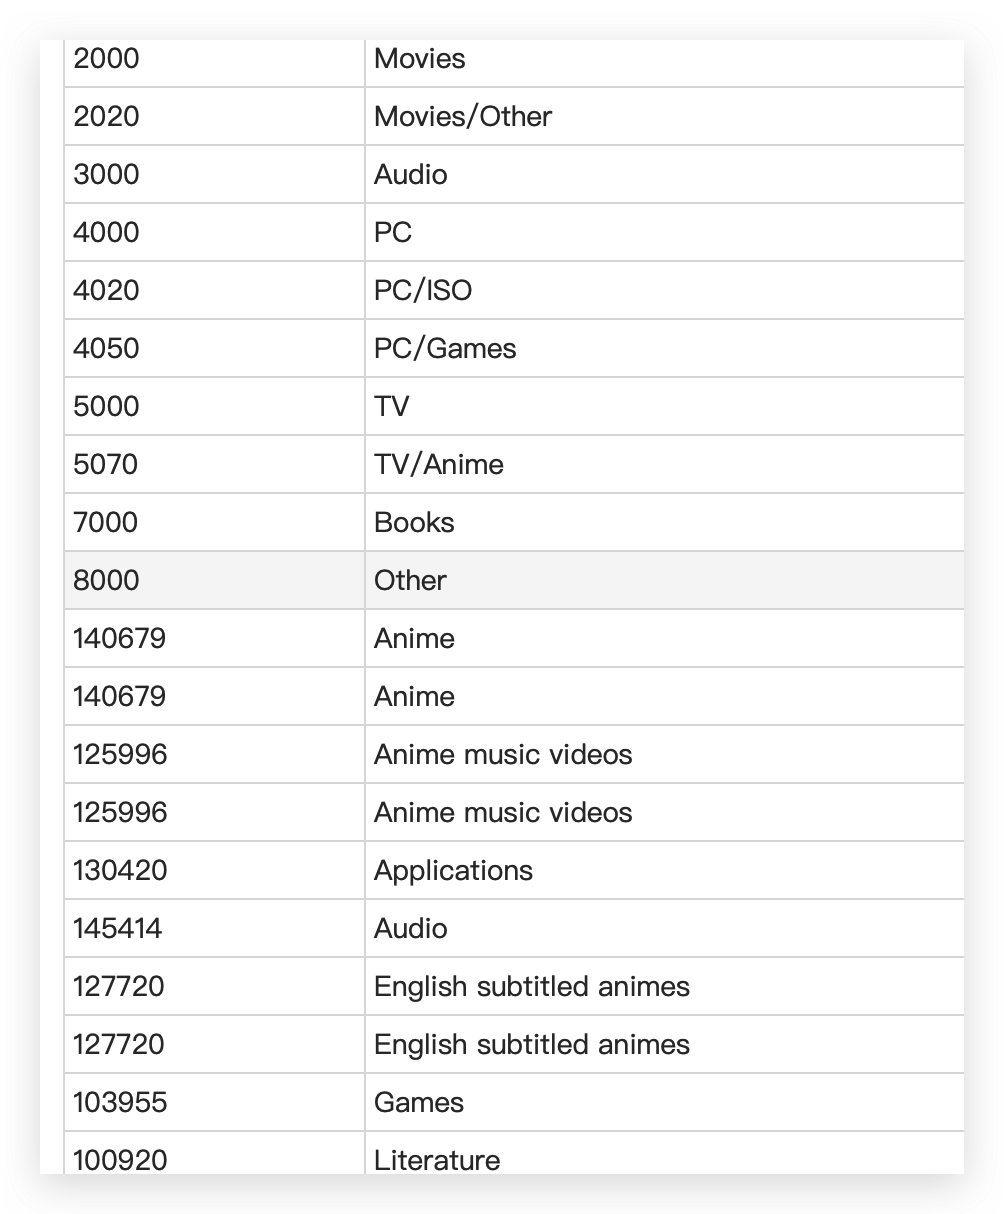 2000 Movies
2020 Movies/Other
3000 Audio
4000 PC
4020 PC/ISO
4050 PC/Games
5000 TV
5070 TV/Anime
7000 Books
8000 Other
140679 Anime
140679 Anime
125996 Anime music videos
125996 Anime music videos
130420 Applications
145414 Audio
127720 English subtitled animes
127720 English subtitled animes
103955 Games
100920 Literature